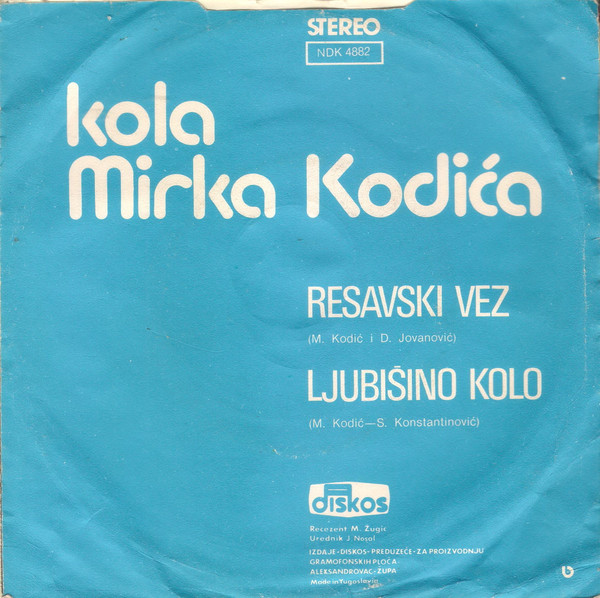 STEREO
NDK 4882
kola
Mirka Kodića
RESAVSKI VEZ
(M. Kodić i D. Jovanović)
LJUBIŠINO KOLO
(M. Kodić—S. Konstantinović)
diskos
Recezent M. Žugić
Urednik J
IZDAJE-DISKOS-PREDUZEĆE-ZA PROIZVODNJU
GRAMOFONSKIH PLOČA
ALEKSANDROVAC-ŽUPA
Made in Yugoslavia